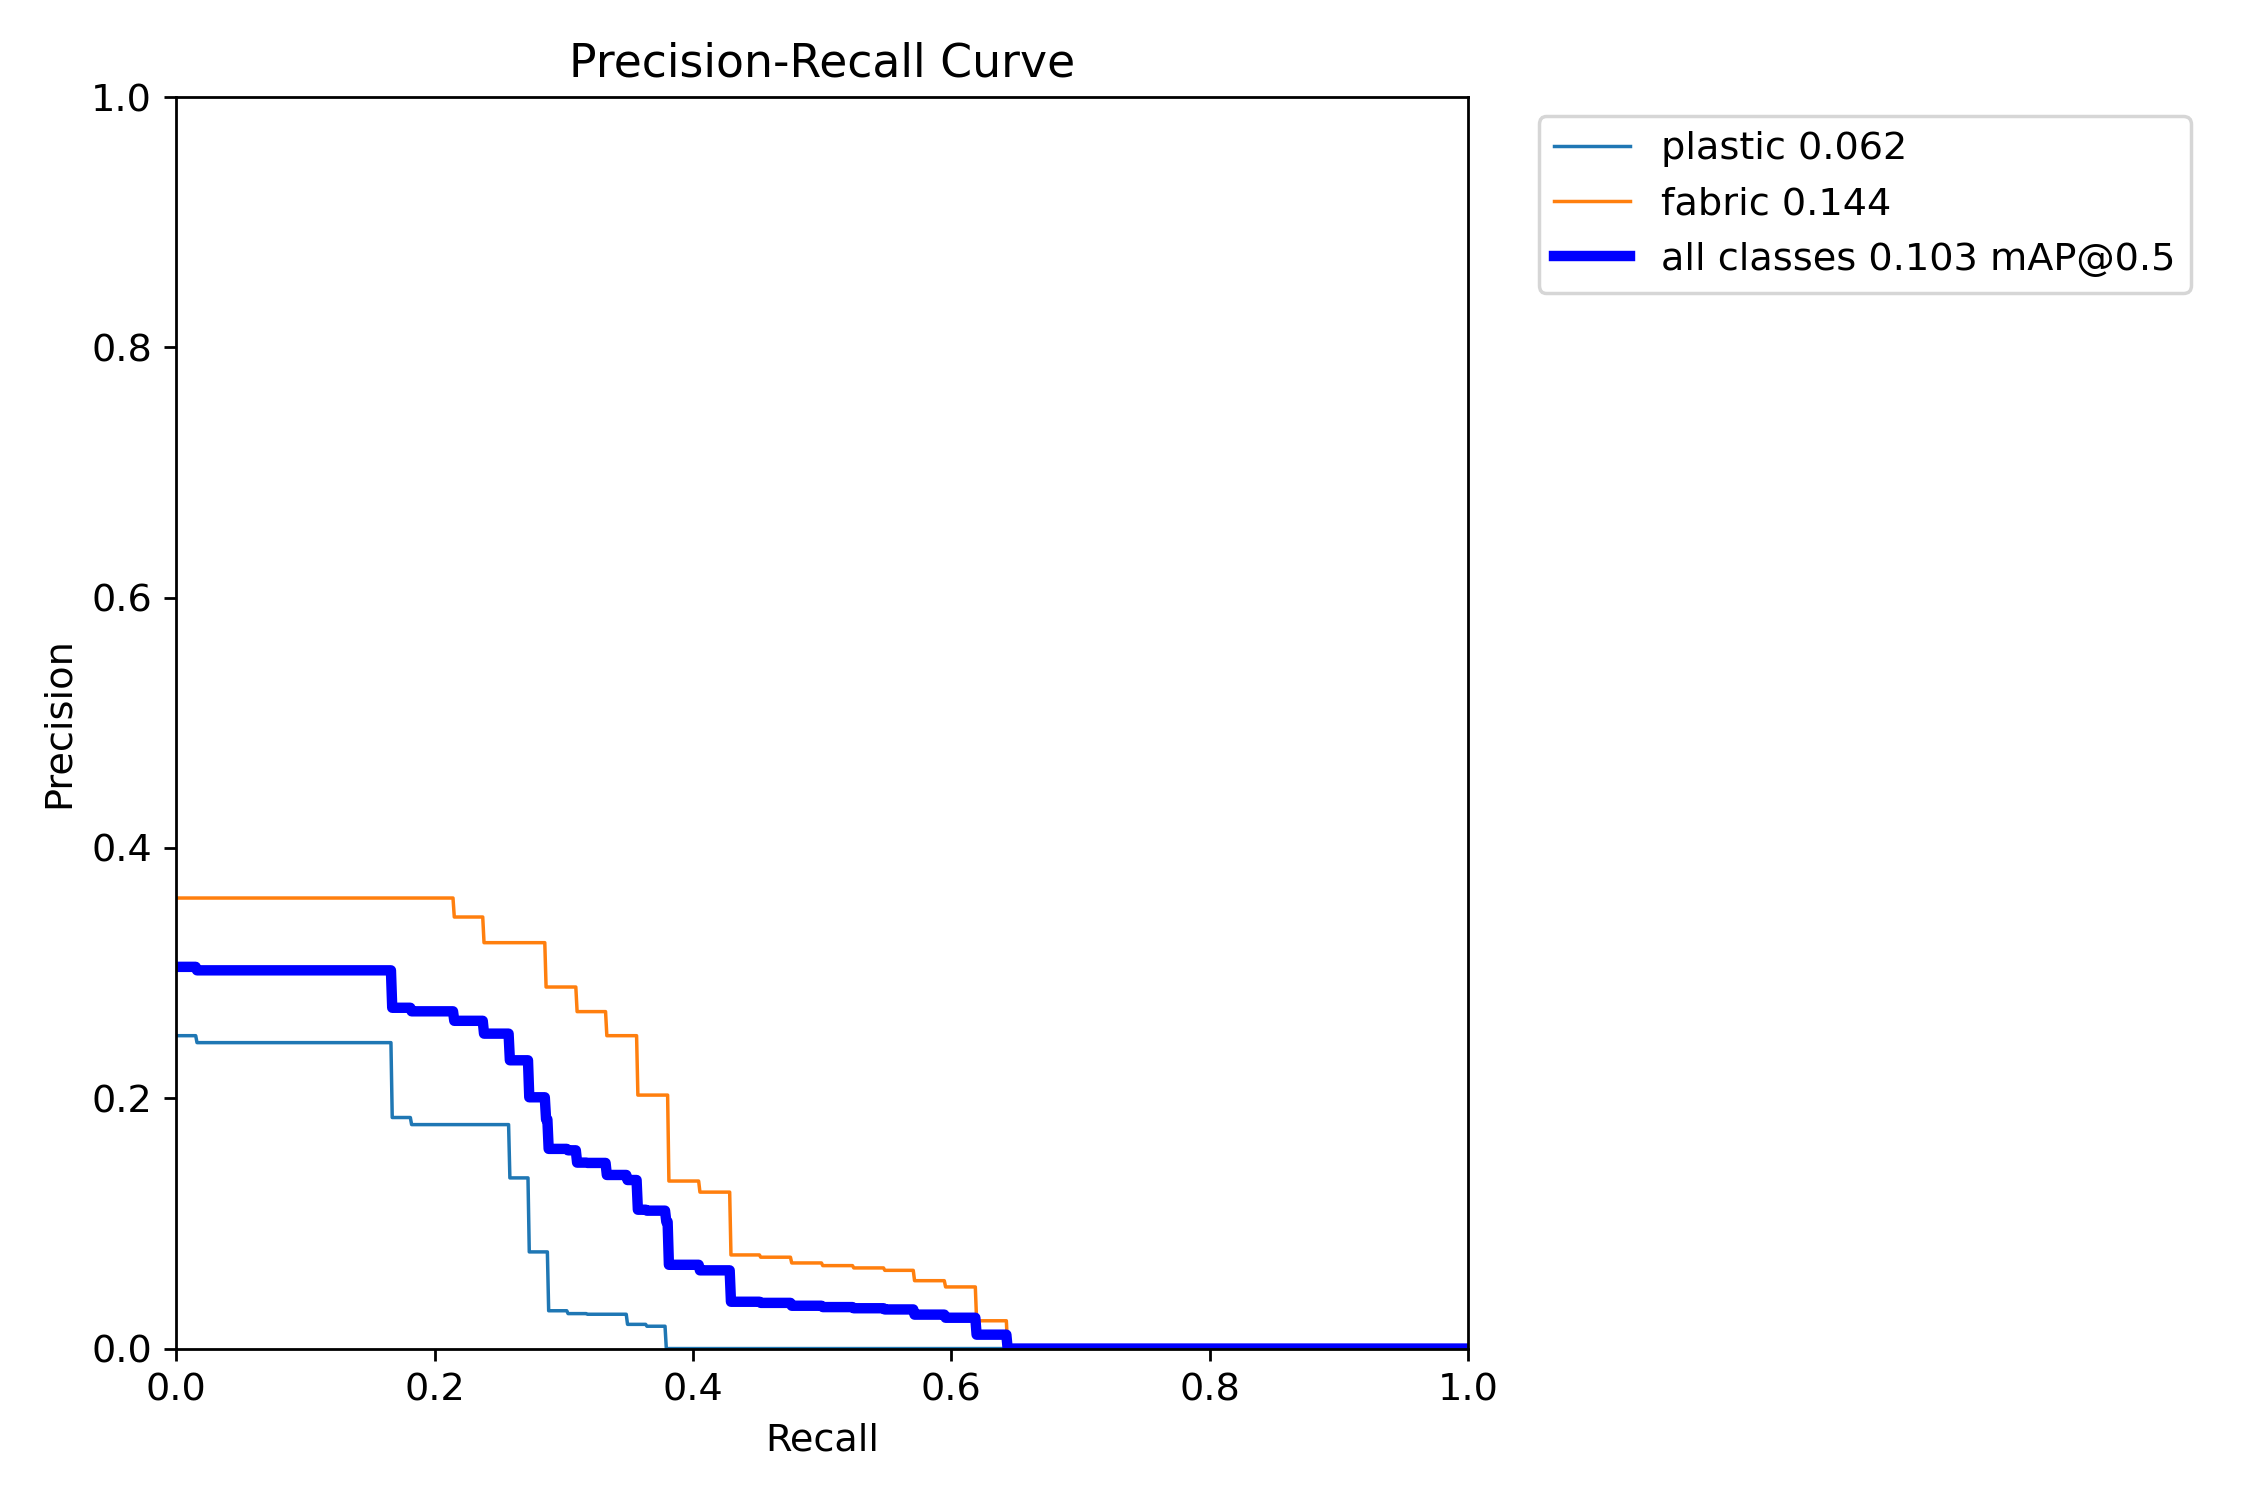 Precision-Recall Curve
1.0
0.8
0.6
0.4
0.2
0.0
Precision
0.0 0.2 0.4 0.6 0.8 1.0
Recall
plastic 0.062
fabric 0.144
all classes 0.103 mAP@0.5